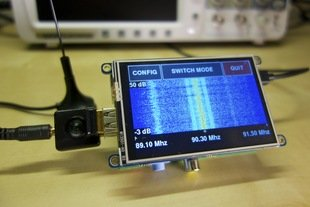 CONFIG SWITCH MODE QUIT
50 dB
-3 dB
89.10 Mhz 90.30 Mhz 91.50 Mhz